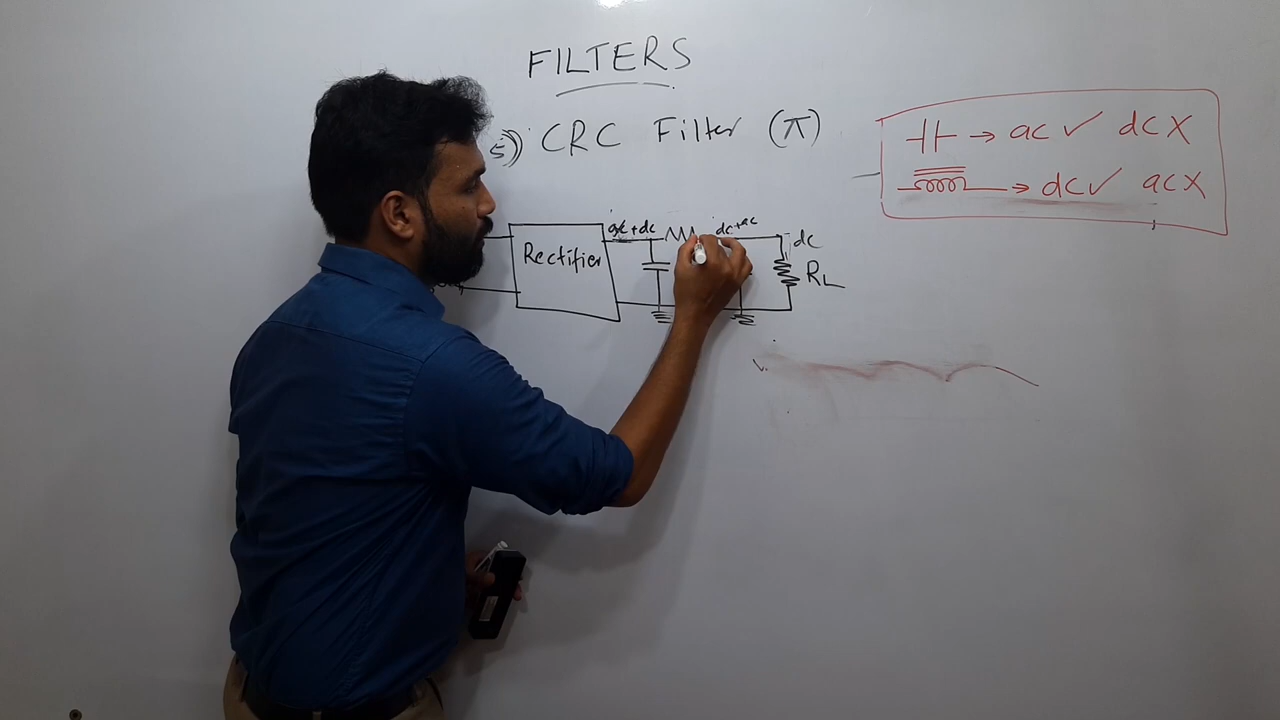 FILTERS
5) CRC Filter (π)
→ ac ✓ dc X
→ dc ✓ ac X
ac + dc
dc + ac
dc
Rectifier
RL